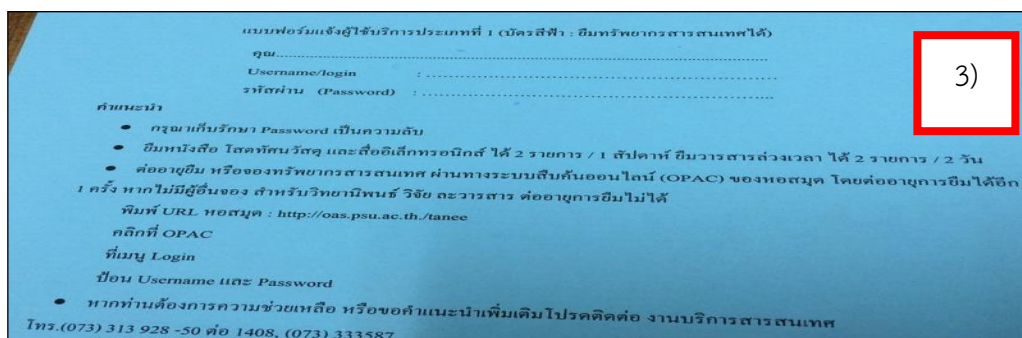 แบบฟอร์มแจ้งผู้ใช้บริการประเภทที่ 1 (บัตรสีฟ้า : ยืมทรัพยากรสารสนเทศได้)
คุณ..........................................................................................
Username/login : ................................................................
รหัสผ่าน (Password) : ................................................................
3)
คำแนะนำ
• กรุณาเก็บรักษา Password เป็นความลับ
• ยืมหนังสือ โสตทัศนวัสดุ และสื่ออิเล็กทรอนิกส์ ได้ 2 รายการ / 1 สัปดาห์ ยืมวารสารล่วงเวลา ได้ 2 รายการ / 2 วัน
• ต่ออายุยืม หรือจองทรัพยากรสารสนเทศ ผ่านทางระบบสืบค้นออนไลน์ (OPAC) ของหอสมุด โดยต่ออายุการยืมได้อีก
1 ครั้ง หากไม่มีผู้อื่นจอง สำหรับวิทยานิพนธ์ วิจัย ละวารสาร ต่ออายุการยืมไม่ได้
พิมพ์ URL หอสมุด : http://oas.psu.ac.th./tanee
คลิกที่ OPAC
ที่เมนู Login
ป้อน Username และ Password
• หากท่านต้องการความช่วยเหลือ หรือขอคำแนะนำเพิ่มเติมโปรดติดต่อ งานบริการสารสนเทศ
โทร.(073) 313 928 -50 ต่อ 1408, (073) 333587